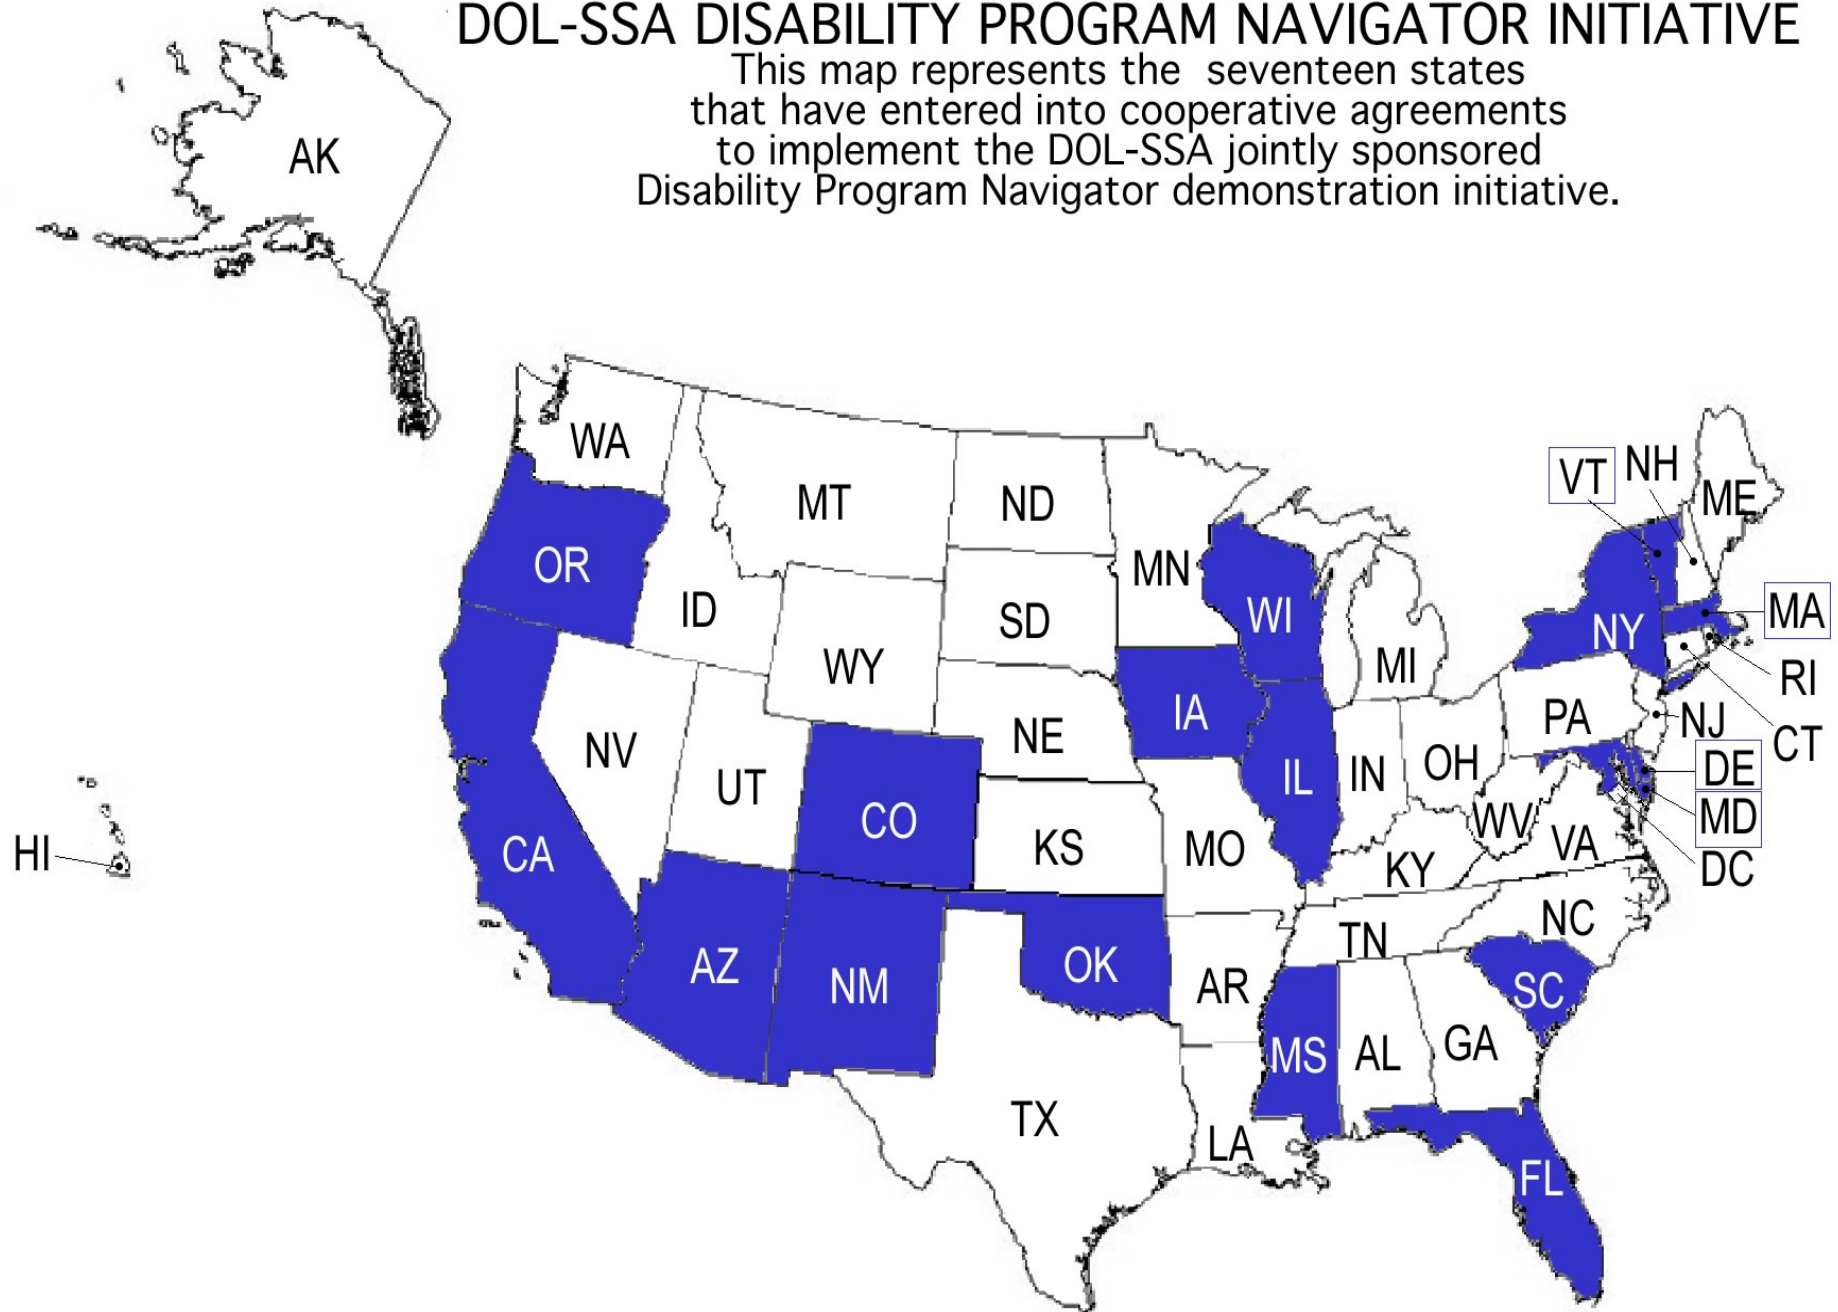 DOL-SSA DISABILITY PROGRAM NAVIGATOR INITIATIVE
This map represents the seventeen states
that have entered into cooperative agreements
to implement the DOL-SSA jointly sponsored
Disability Program Navigator demonstration initiative.
AK
WA
MT
ND
MN
VT
NH
ME
OR
ID
SD
WI
NY
MA
WY
MI
RI
IA
NE
PA
NJ
CT
NV
UT
CO
IL
IN
OH
DE
MD
HI
CA
KS
MO
WV
VA
KY
DC
AZ
NM
OK
AR
TN
NC
SC
MS
AL
GA
TX
LA
FL